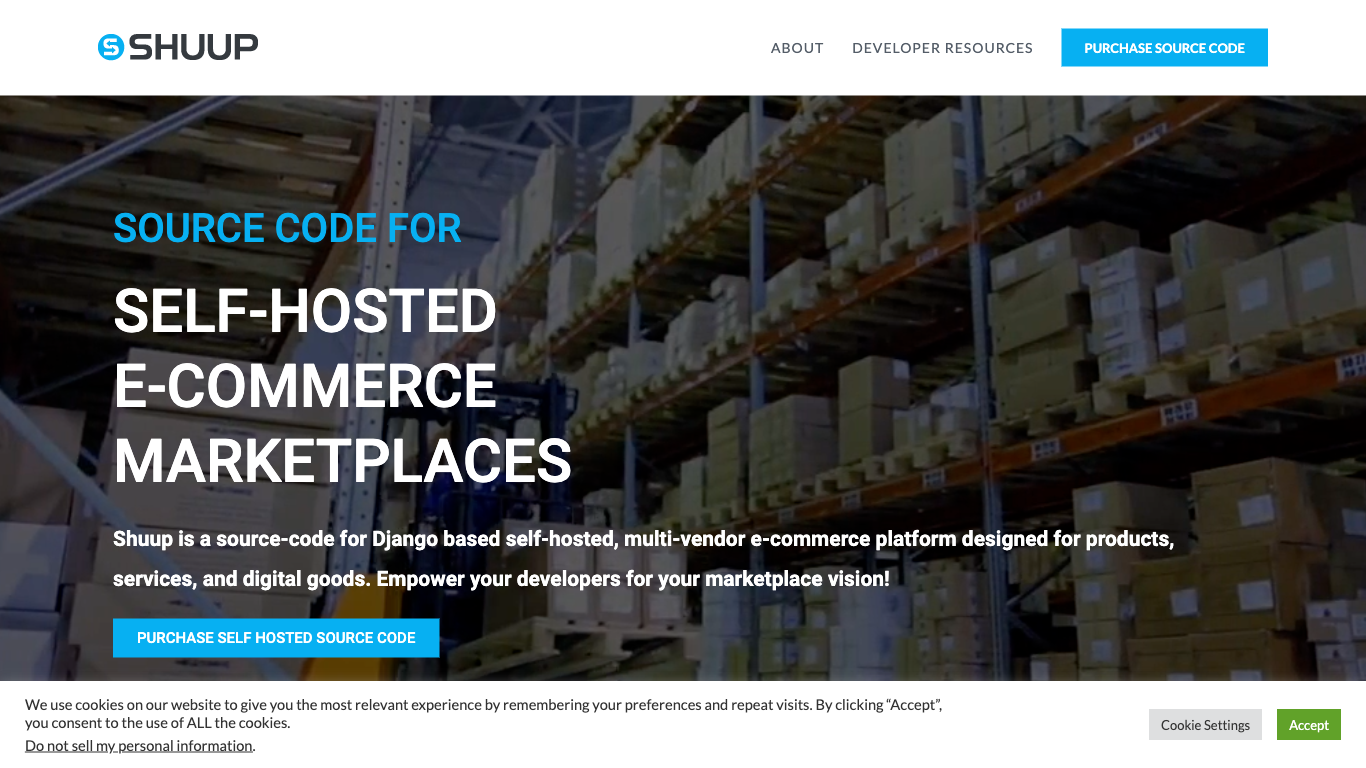 SHUUP
ABOUT
DEVELOPER RESOURCES
PURCHASE SOURCE CODE
SOURCE CODE FOR
SELF-HOSTED
E-COMMERCE
MARKETPLACES
Shuup is a source-code for Django based self-hosted, multi-vendor e-commerce platform designed for products,
services, and digital goods. Empower your developers for your marketplace vision!
PURCHASE SELF HOSTED SOURCE CODE
We use cookies on our website to give you the most relevant experience by remembering your preferences and repeat visits. By clicking “Accept”,
you consent to the use of ALL the cookies.
Do not sell my personal information.
Cookie Settings
Accept